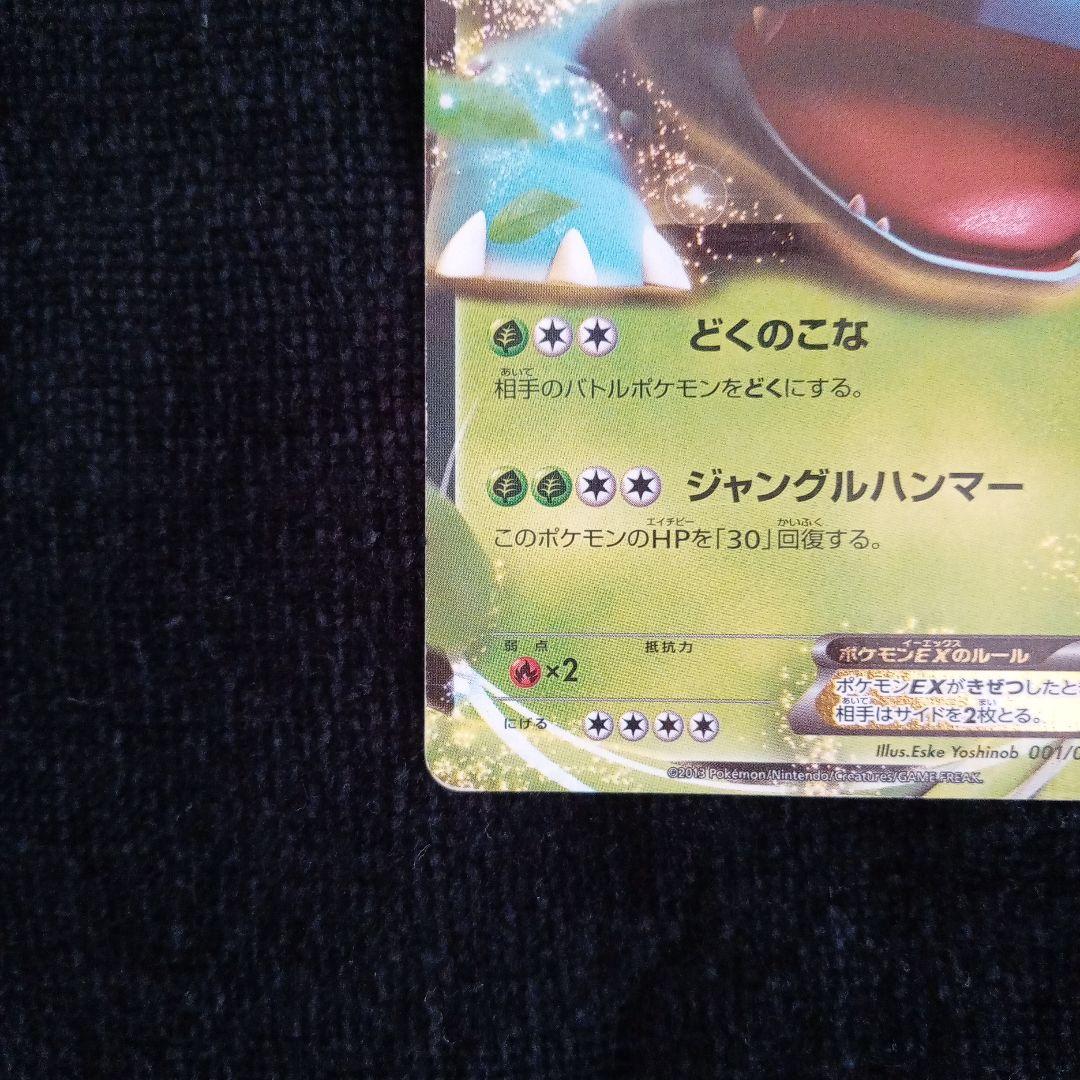 どくのこな
相手のバトルポケモンをどくにする。
あいて
ジャングルハンマー
このポケモンのHPを「30」回復する。
エイチピー
かいふく
弱点
抵抗力
×2
にげる
イーエックス
ポケモンEXのルール
ポケモンEXがきぜつしたと
あいて
まい
相手はサイドを2枚とる。
Illus.Eske Yoshinob 001/0
©2013 Pokémon/Nintendo/Creatures/GAME FREAK.